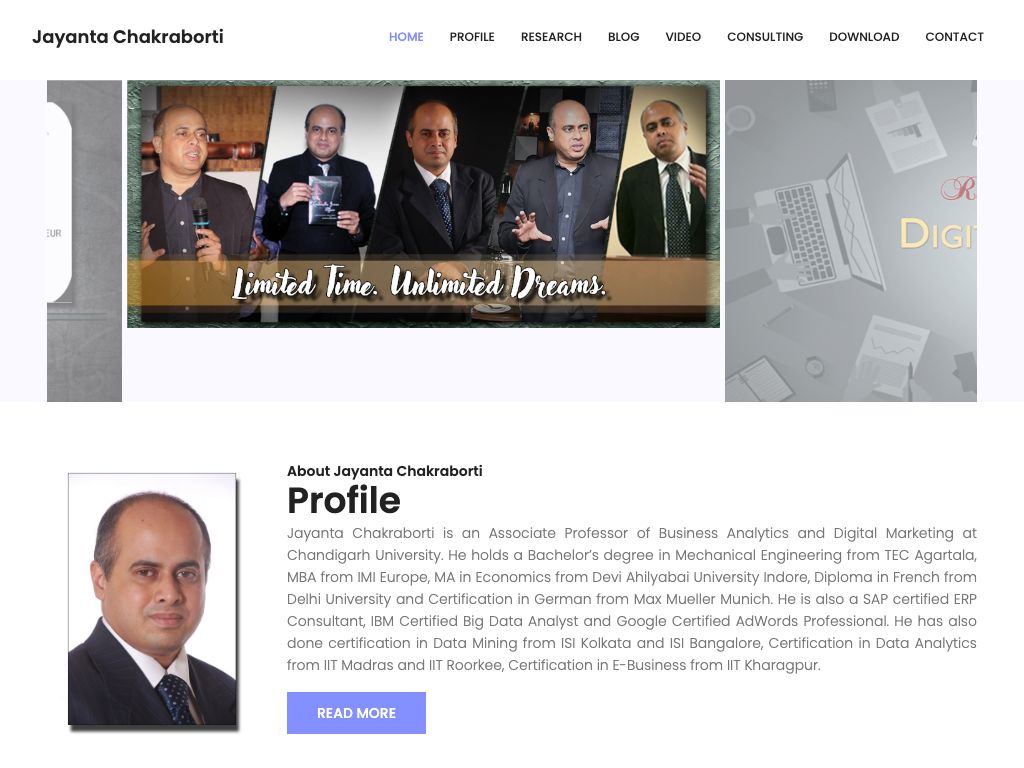 Jayanta Chakraborti
HOME PROFILE RESEARCH BLOG VIDEO CONSULTING DOWNLOAD CONTACT
EUR
Limited Time. Unlimited Dreams.
DIGI
About Jayanta Chakraborti
Profile
Jayanta Chakraborti is an Associate Professor of Business Analytics and Digital Marketing at
Chandigarh University. He holds a Bachelor’s degree in Mechanical Engineering from TEC Agartala,
MBA from IMI Europe, MA in Economics from Devi Ahilyabai University Indore, Diploma in French from
Delhi University and Certification in German from Max Mueller Munich. He is also a SAP certified ERP
Consultant, IBM Certified Big Data Analyst and Google Certified AdWords Professional. He has also
done certification in Data Mining from ISI Kolkata and ISI Bangalore, Certification in Data Analytics
from IIT Madras and IIT Roorkee, Certification in E-Business from IIT Kharagpur.
READ MORE